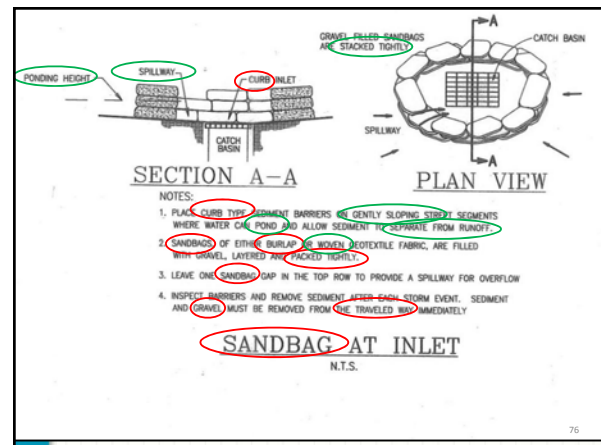 GRAVEL FILLED SANDBAGS
ARE STACKED TIGHTLY
A
CATCH BASIN
PONDING HEIGHT
SPILLWAY
CURB INLET
CATCH
BASIN
SPILLWAY
A
SECTION A-A
PLAN VIEW
NOTES:
1. PLACE CURB TYPE SEDIMENT BARRIERS ON GENTLY SLOPING STREET SEGMENTS
WHERE WATER CAN POND AND ALLOW SEDIMENT TO SEPARATE FROM RUNOFF.
2. SANDBAGS, OF EITHER BURLAP OR WOVEN GEOTEXTILE FABRIC, ARE FILLED
WITH GRAVEL, LAYERED AND PACKED TIGHTLY.
3. LEAVE ONE SANDBAG GAP IN THE TOP ROW TO PROVIDE A SPILLWAY FOR OVERFLOW
4. INSPECT BARRIERS AND REMOVE SEDIMENT AFTER EACH STORM EVENT. SEDIMENT
AND GRAVEL MUST BE REMOVED FROM THE TRAVELED WAY IMMEDIATELY
SANDBAG AT INLET
N.T.S.
76